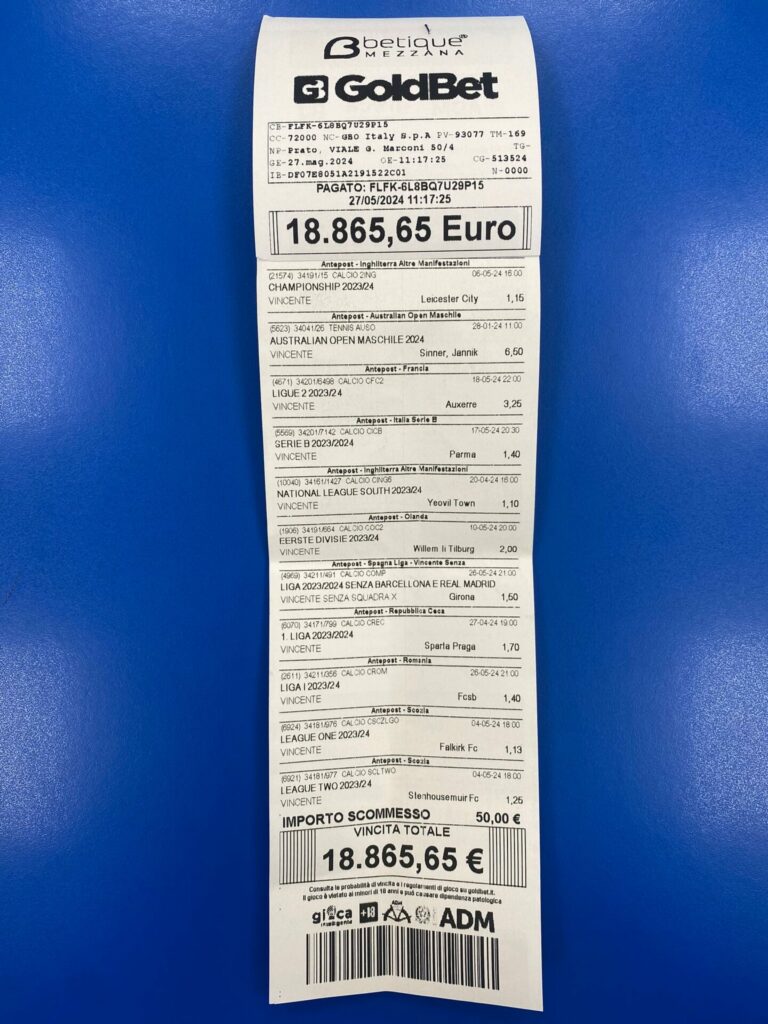 betique
MEZZANA
GoldBet
CB-FLFK-6L8BQ7U29P15
CC-72000 NC-GBO Italy S.p.A PV-93077 TM-169
NP-Prato, VIALE G. Marconi 50/4 TG-
GE-27.mag.2024 OE-11:17:25 CG-513524
IB-DF07E8051A2191522C01 N-0000
PAGATO: FLFK-6L8BQ7U29P15
27/05/2024 11:17:25
18.865,65 Euro
Antepost - Inghilterra Altre Manifestazioni
(21574) 34191/15 CALCIO 2ING 06-05-24 16:00
CHAMPIONSHIP 2023/24
VINCENTE Leicester City 1,15
Antepost - Australian Open Maschile
(5623) 34041/26 TENNIS AUSO 28-01-24 11:00
AUSTRALIAN OPEN MASCHILE 2024
VINCENTE Sinner, Jannik 6,50
Antepost - Francia
(4671) 34201/6498 CALCIO CFC2 18-05-24 22:00
LIGUE 2 2023/24
VINCENTE Auxerre 3,25
Antepost - Italia Serie B
(5569) 34201/7142 CALCIO CICB 17-05-24 20:30
SERIE B 2023/2024
VINCENTE Parma 1,40
Antepost - Inghilterra Altre Manifestazioni
(10040) 34161/1427 CALCIO CING6 20-04-24 16:00
NATIONAL LEAGUE SOUTH 2023/24
VINCENTE Yeovil Town 1,10
Antepost - Olanda
(1906) 34191/664 CALCIO COC2 10-05-24 20:00
EERSTE DIVISIE 2023/24
VINCENTE Willem Ii Tilburg 2,00
Antepost - Spagna Liga - Vincente Senza
(4969) 34211/491 CALCIO COMP 26-05-24 21:00
LIGA 2023/2024 SENZA BARCELLONA E REAL MADRID
VINCENTE SENZA SQUADRA X Girona 1,50
Antepost - Repubblica Ceca
(6070) 34171/799 CALCIO CREC 27-04-24 19:00
1. LIGA 2023/2024
VINCENTE Sparta Praga 1,70
Antepost - Romania
(2611) 34211/356 CALCIO CROM 26-05-24 21:00
LIGA I 2023/24
VINCENTE Fcsb 1,40
Antepost - Scozia
(6924) 34181/976 CALCIO CSCZLGO 04-05-24 18:00
LEAGUE ONE 2023/24
VINCENTE Falkirk Fc 1,13
Antepost - Scozia
(6921) 34181/977 CALCIO SCLTWO 04-05-24 18:00
LEAGUE TWO 2023/24
VINCENTE Stenhousemuir Fc 1,25
IMPORTO SCOMMESSO 50,00 €
VINCITA TOTALE
18.865,65 €
Consulta le probabilità di vincita e i regolamenti di gioco su goldbet.it.
Il gioco è vietato ai minori di 18 anni e può causare dipendenza patologica
gioca intelligente +18 ADM ADM